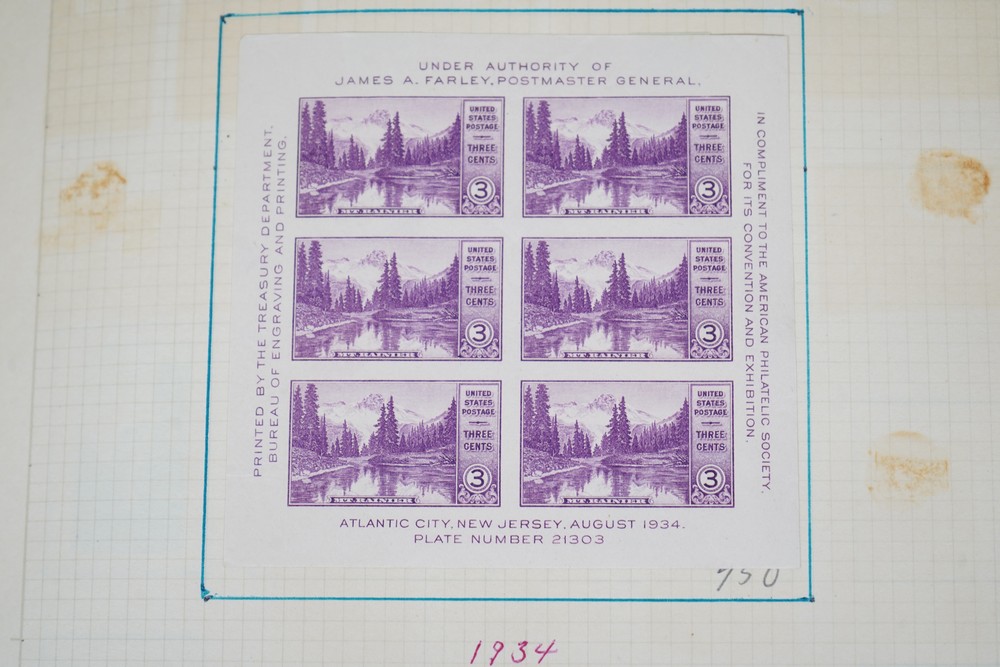 UNDER AUTHORITY OF
JAMES A. FARLEY, POSTMASTER GENERAL.
PRINTED BY THE TREASURY DEPARTMENT,
BUREAU OF ENGRAVING AND PRINTING.
IN COMPLIMENT TO THE AMERICAN PHILATELIC SOCIETY,
FOR ITS CONVENTION AND EXHIBITION.
UNITED
STATES
POSTAGE
THREE
CENTS
3
MT. RAINIER
UNITED
STATES
POSTAGE
THREE
CENTS
3
MT. RAINIER
UNITED
STATES
POSTAGE
THREE
CENTS
3
MT. RAINIER
UNITED
STATES
POSTAGE
THREE
CENTS
3
MT. RAINIER
UNITED
STATES
POSTAGE
THREE
CENTS
3
MT. RAINIER
UNITED
STATES
POSTAGE
THREE
CENTS
3
MT. RAINIER
ATLANTIC CITY, NEW JERSEY, AUGUST 1934.
PLATE NUMBER 21303
750
1934